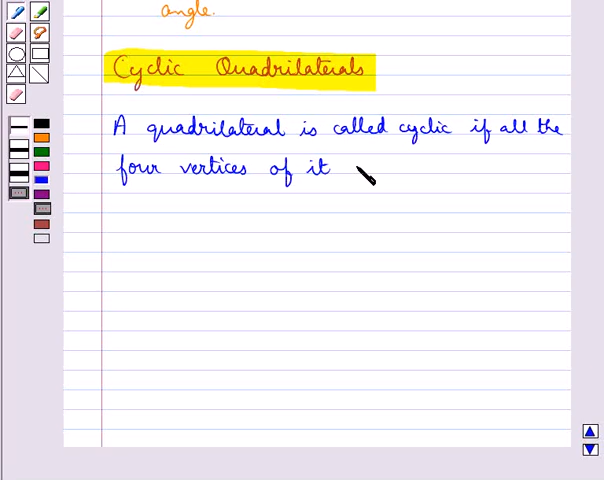 angle.
Cyclic Quadrilaterals
A quadrilateral is called cyclic if all the
four vertices of it